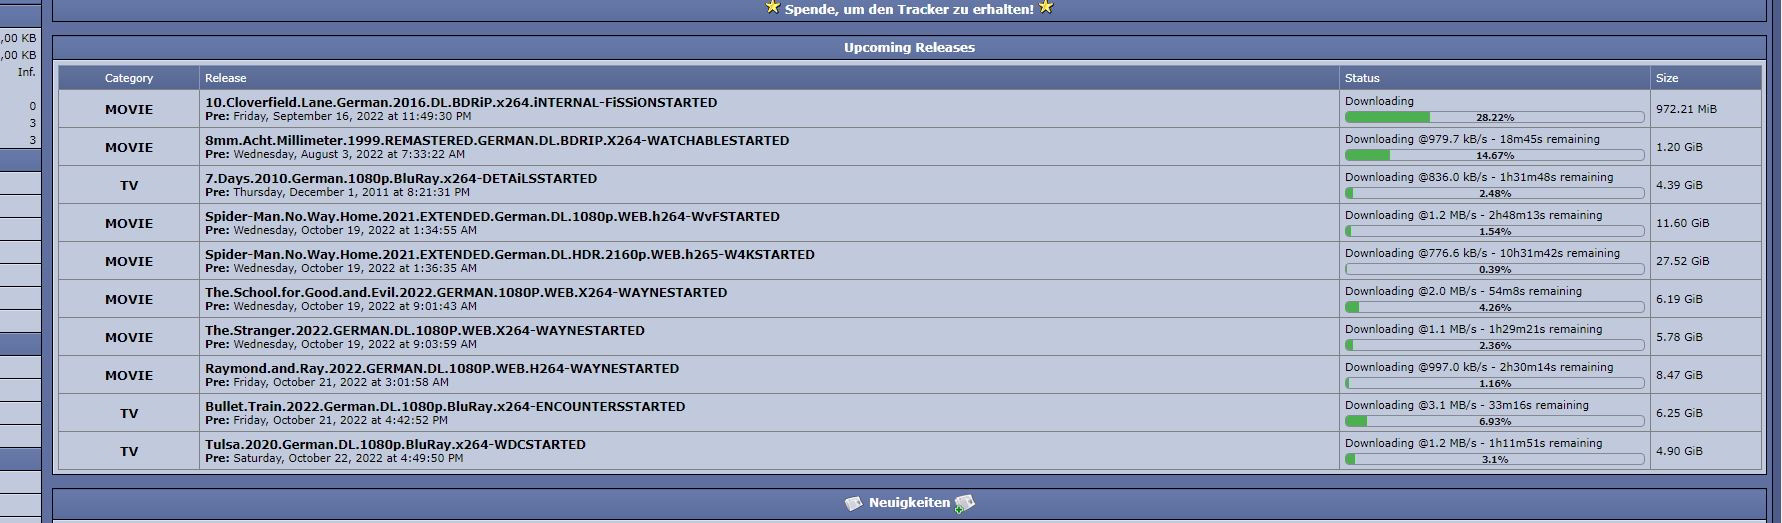 Spende, um den Tracker zu erhalten!
,00 KB
,00 KB
Inf.
0
3
3
Upcoming Releases
Category Release Status Size
MOVIE 10.Cloverfield.Lane.German.2016.DL.BDRiP.x264.iNTERNAL-FiSSiONSTARTED Downloading 972.21 MiB
Pre: Friday, September 16, 2022 at 11:49:30 PM 28.22%
MOVIE 8mm.Acht.Millimeter.1999.REMASTERED.GERMAN.DL.BDRIP.X264-WATCHABLESTARTED Downloading @979.7 kB/s - 18m45s remaining 1.20 GiB
Pre: Wednesday, August 3, 2022 at 7:33:22 AM 14.67%
TV 7.Days.2010.German.1080p.BluRay.x264-DETAiLSSTARTED Downloading @836.0 kB/s - 1h31m48s remaining 4.39 GiB
Pre: Thursday, December 1, 2011 at 8:21:31 PM 2.48%
MOVIE Spider-Man.No.Way.Home.2021.EXTENDED.German.DL.1080p.WEB.h264-WvFSTARTED Downloading @1.2 MB/s - 2h48m13s remaining 11.60 GiB
Pre: Wednesday, October 19, 2022 at 1:34:55 AM 1.54%
MOVIE Spider-Man.No.Way.Home.2021.EXTENDED.German.DL.HDR.2160p.WEB.h265-W4KSTARTED Downloading @776.6 kB/s - 10h31m42s remaining 27.52 GiB
Pre: Wednesday, October 19, 2022 at 1:36:35 AM 0.39%
MOVIE The.School.for.Good.and.Evil.2022.GERMAN.1080P.WEB.X264-WAYNESTARTED Downloading @2.0 MB/s - 54m8s remaining 6.19 GiB
Pre: Wednesday, October 19, 2022 at 9:01:43 AM 4.26%
MOVIE The.Stranger.2022.GERMAN.DL.1080P.WEB.X264-WAYNESTARTED Downloading @1.1 MB/s - 1h29m21s remaining 5.78 GiB
Pre: Wednesday, October 19, 2022 at 9:03:59 AM 2.36%
MOVIE Raymond.and.Ray.2022.GERMAN.DL.1080P.WEB.H264-WAYNESTARTED Downloading @997.0 kB/s - 2h30m14s remaining 8.47 GiB
Pre: Friday, October 21, 2022 at 3:01:58 AM 1.16%
TV Bullet.Train.2022.German.DL.1080p.BluRay.x264-ENCOUNTERSSTARTED Downloading @3.1 MB/s - 33m16s remaining 6.25 GiB
Pre: Friday, October 21, 2022 at 4:42:52 PM 6.93%
TV Tulsa.2020.German.DL.1080p.BluRay.x264-WDCSTARTED Downloading @1.2 MB/s - 1h11m51s remaining 4.90 GiB
Pre: Saturday, October 22, 2022 at 4:49:50 PM 3.1%
Neuigkeiten